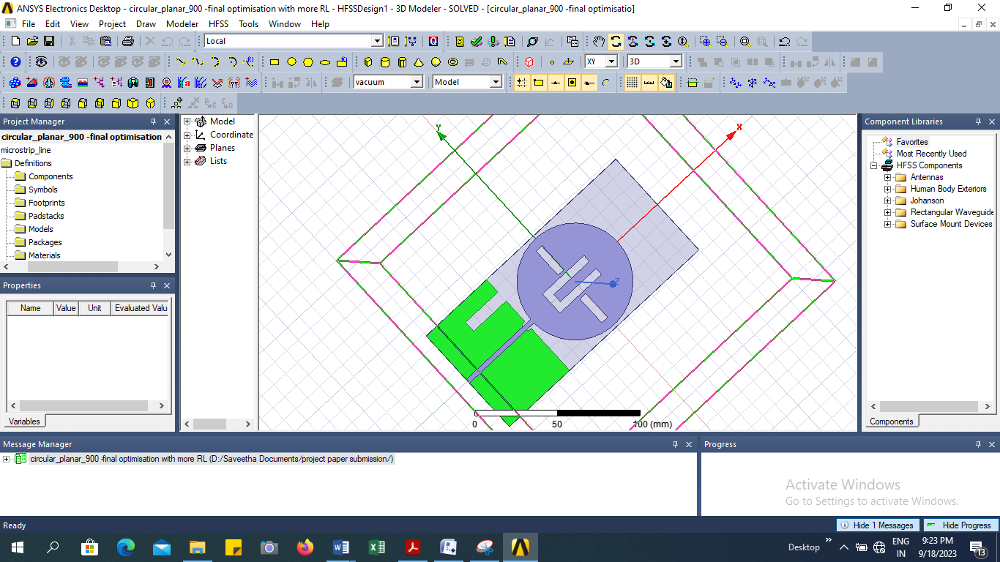 ANSYS Electronics Desktop - circular_planar_900 -final optimisation with more RL - HFSSDesign1 - 3D Modeler - SOLVED - [circular_planar_900 -final optimisatio]
File Edit View Project Draw Modeler HFSS Tools Window Help
Local
XY 3D
vacuum Model
Project Manager
circular_planar_900 -final optimisation
microstrip_line
Definitions
Components
Symbols
Footprints
Padstacks
Models
Packages
Materials
Properties
Name Value Unit Evaluated Valu
Variables
Model
Coordinate
Planes
Lists
Y
X
Z
0 50 100 (mm)
Component Libraries
Favorites
Most Recently Used
HFSS Components
Antennas
Human Body Exteriors
Johanson
Rectangular Waveguide
Surface Mount Devices
Components
Message Manager
circular_planar_900 -final optimisation with more RL (D:/Saveetha Documents/project paper submission/)
Progress
Activate Windows
Go to Settings to activate Windows.
Ready
Hide 1 Messages Hide Progress
Desktop
ENG
IN
9:23 PM
9/18/2023
13